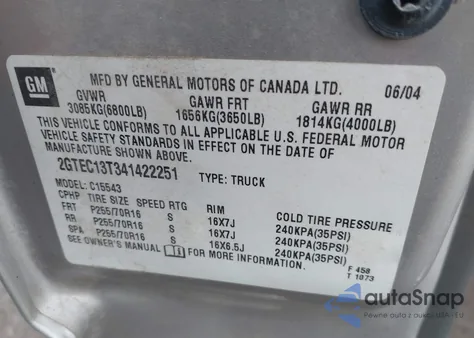 GM
MFD BY GENERAL MOTORS OF CANADA LTD. 06/04
GVWR GAWR FRT GAWR RR
3085KG(6800LB) 1656KG(3650LB) 1814KG(4000LB)
THIS VEHICLE CONFORMS TO ALL APPLICABLE U.S. FEDERAL MOTOR
VEHICLE SAFETY STANDARDS IN EFFECT ON THE DATE OF
MANUFACTURE SHOWN ABOVE.
2GTEC13T341422251 TYPE: TRUCK
MODEL: C15543
CPHP TIRE SIZE SPEED RTG RIM COLD TIRE PRESSURE
FRT P255/70R16 S 16X7J 240KPA(35PSI)
RR P255/70R16 S 16X7J 240KPA(35PSI)
SPA P255/70R16 S 16X6.5J 240KPA(35PSI)
SEE OWNER'S MANUAL FOR MORE INFORMATION.
F 458
T 1073
autoSnap
Pewne auto z USA i EU